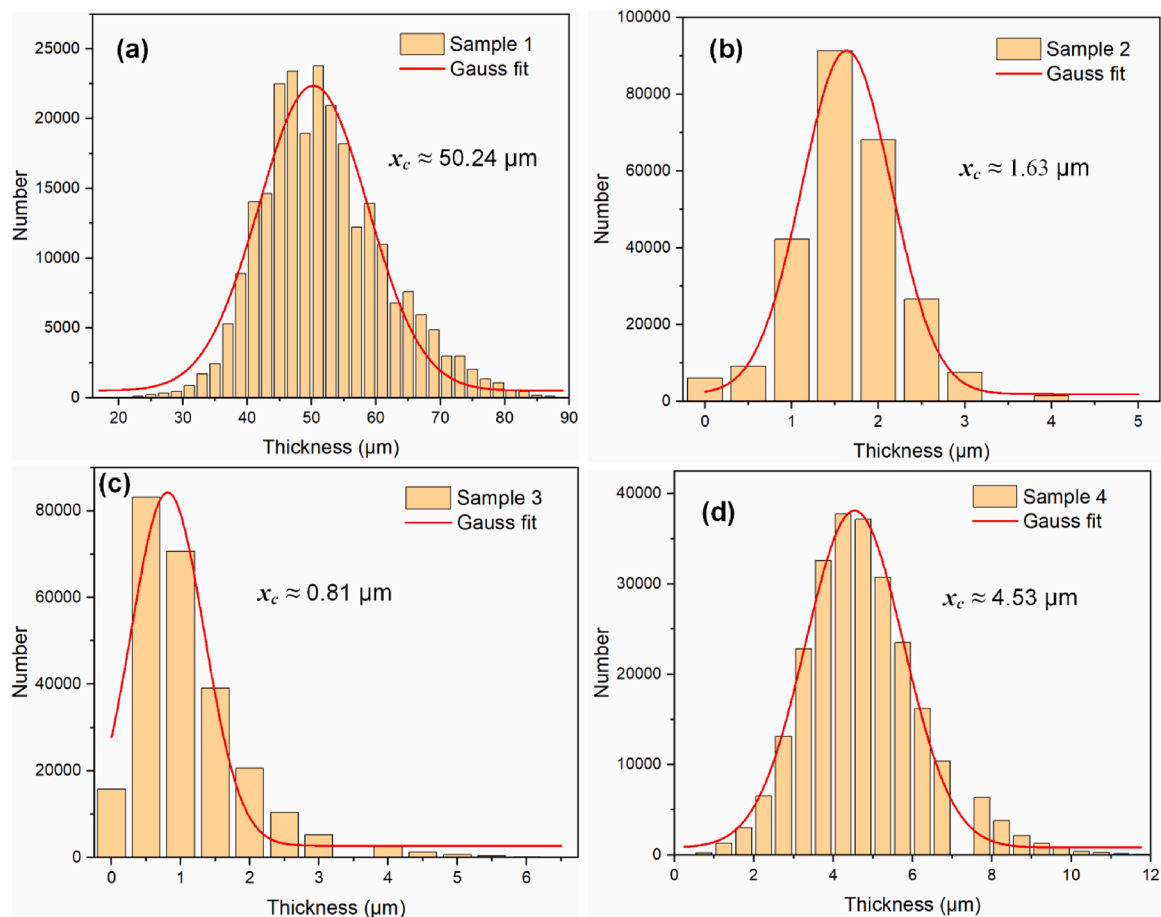 (a)
Sample 1
Gauss fit
x_c ≈ 50.24 µm
25000
20000
15000
10000
5000
0
Number
20 30 40 50 60 70 80 90
Thickness (µm)
(b)
Sample 2
Gauss fit
x_c ≈ 1.63 µm
100000
80000
60000
40000
20000
0
Number
0 1 2 3 4 5
Thickness (µm)
(c)
Sample 3
Gauss fit
x_c ≈ 0.81 µm
80000
60000
40000
20000
0
Number
0 1 2 3 4 5 6
Thickness (µm)
(d)
Sample 4
Gauss fit
x_c ≈ 4.53 µm
40000
30000
20000
10000
0
Number
0 2 4 6 8 10 12
Thickness (µm)